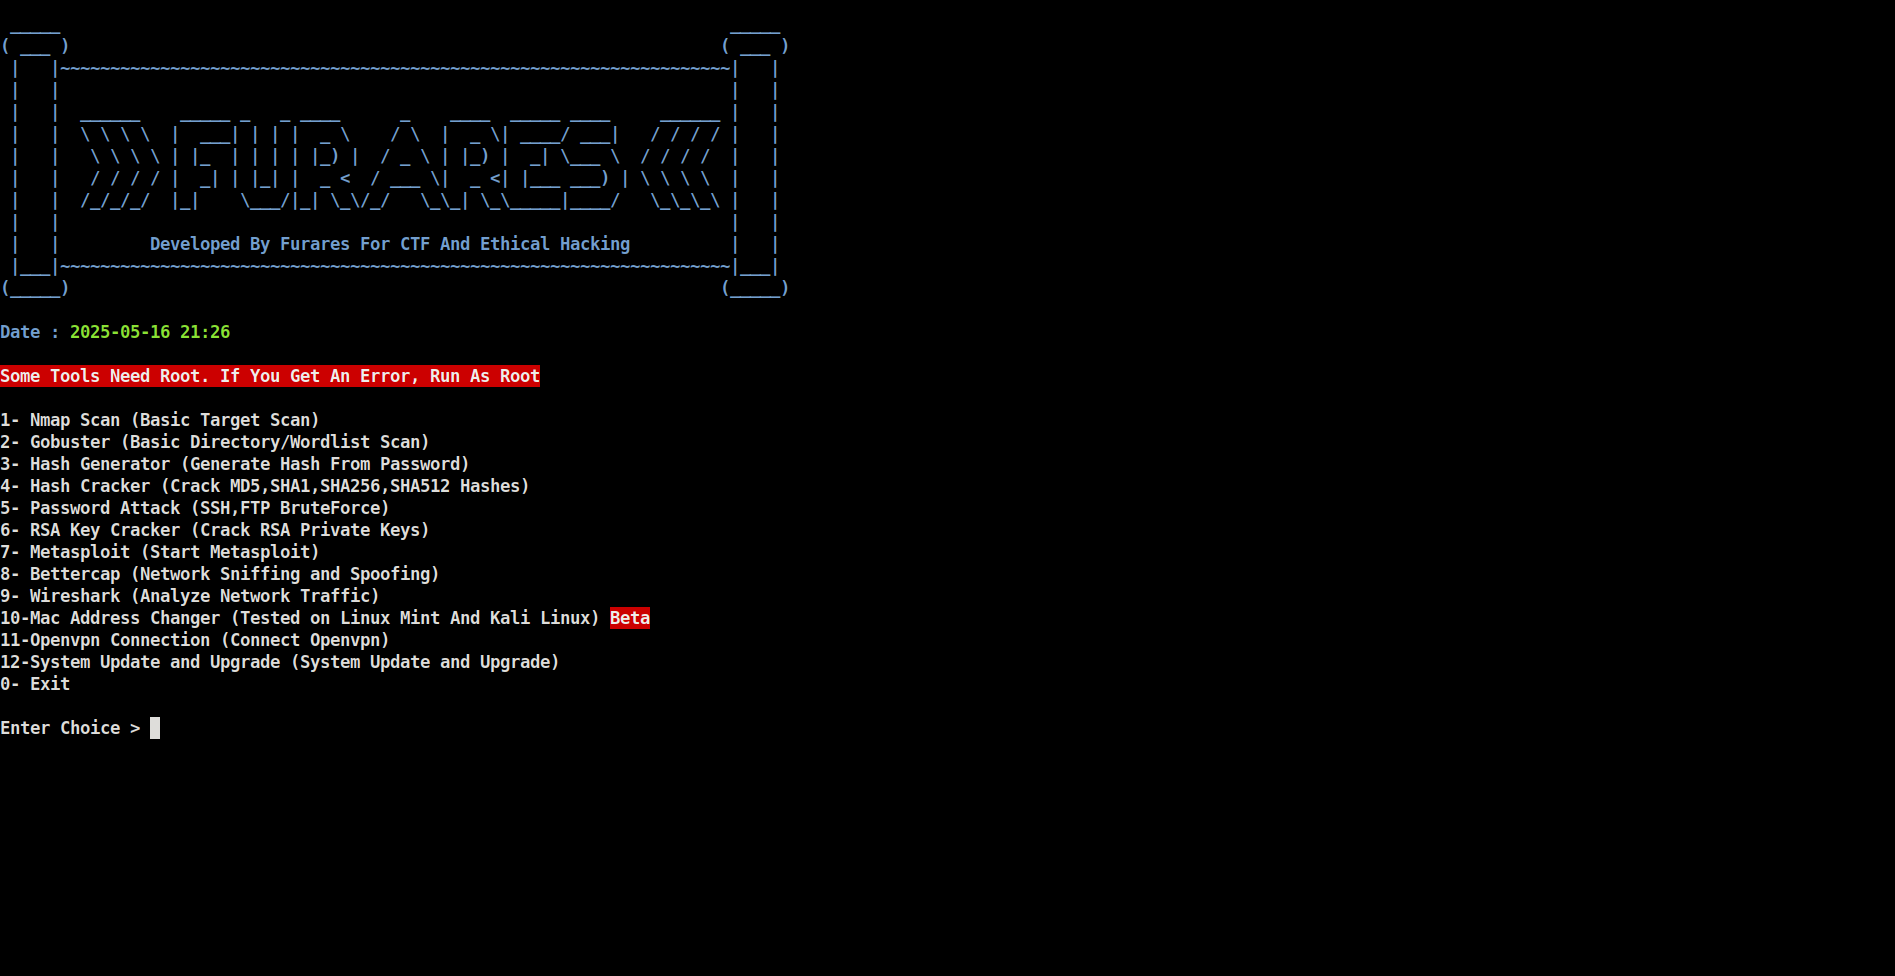 FURARES
Developed By Furares For CTF And Ethical Hacking
Date : 2025-05-16 21:26
Some Tools Need Root. If You Get An Error, Run As Root
1- Nmap Scan (Basic Target Scan)
2- Gobuster (Basic Directory/Wordlist Scan)
3- Hash Generator (Generate Hash From Password)
4- Hash Cracker (Crack MD5,SHA1,SHA256,SHA512 Hashes)
5- Password Attack (SSH,FTP BruteForce)
6- RSA Key Cracker (Crack RSA Private Keys)
7- Metasploit (Start Metasploit)
8- Bettercap (Network Sniffing and Spoofing)
9- Wireshark (Analyze Network Traffic)
10-Mac Address Changer (Tested on Linux Mint And Kali Linux) Beta
11-Openvpn Connection (Connect Openvpn)
12-System Update and Upgrade (System Update and Upgrade)
0- Exit
Enter Choice >